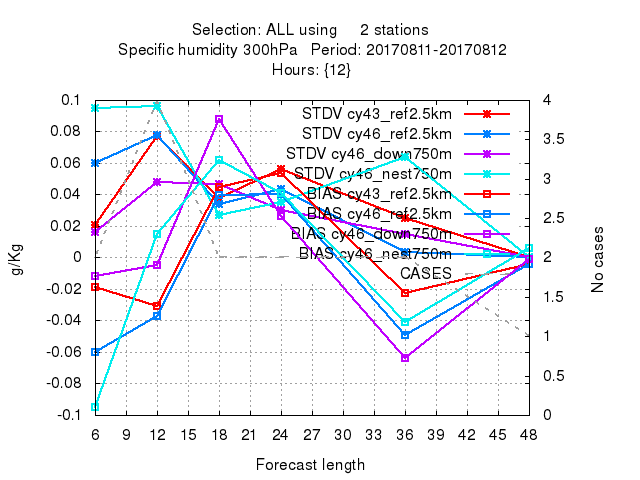 Selection: ALL using 2 stations
Specific humidity 300hPa Period: 20170811-20170812
Hours: {12}
0.1
0.08
0.06
0.04
0.02
0
-0.02
-0.04
-0.06
-0.08
-0.1
g/Kg
STDV cy43_ref2.5km
STDV cy46_ref2.5km
STDV cy46_down750m
STDV cy46_nest750m
BIAS cy43_ref2.5km
BIAS cy46_ref2.5km
BIAS cy46_down750m
BIAS cy46_nest750m
CASES
4
3.5
3
2.5
2
1.5
1
0.5
0
No cases
6 9 12 15 18 21 24 27 30 33 36 39 42 45 48
Forecast length